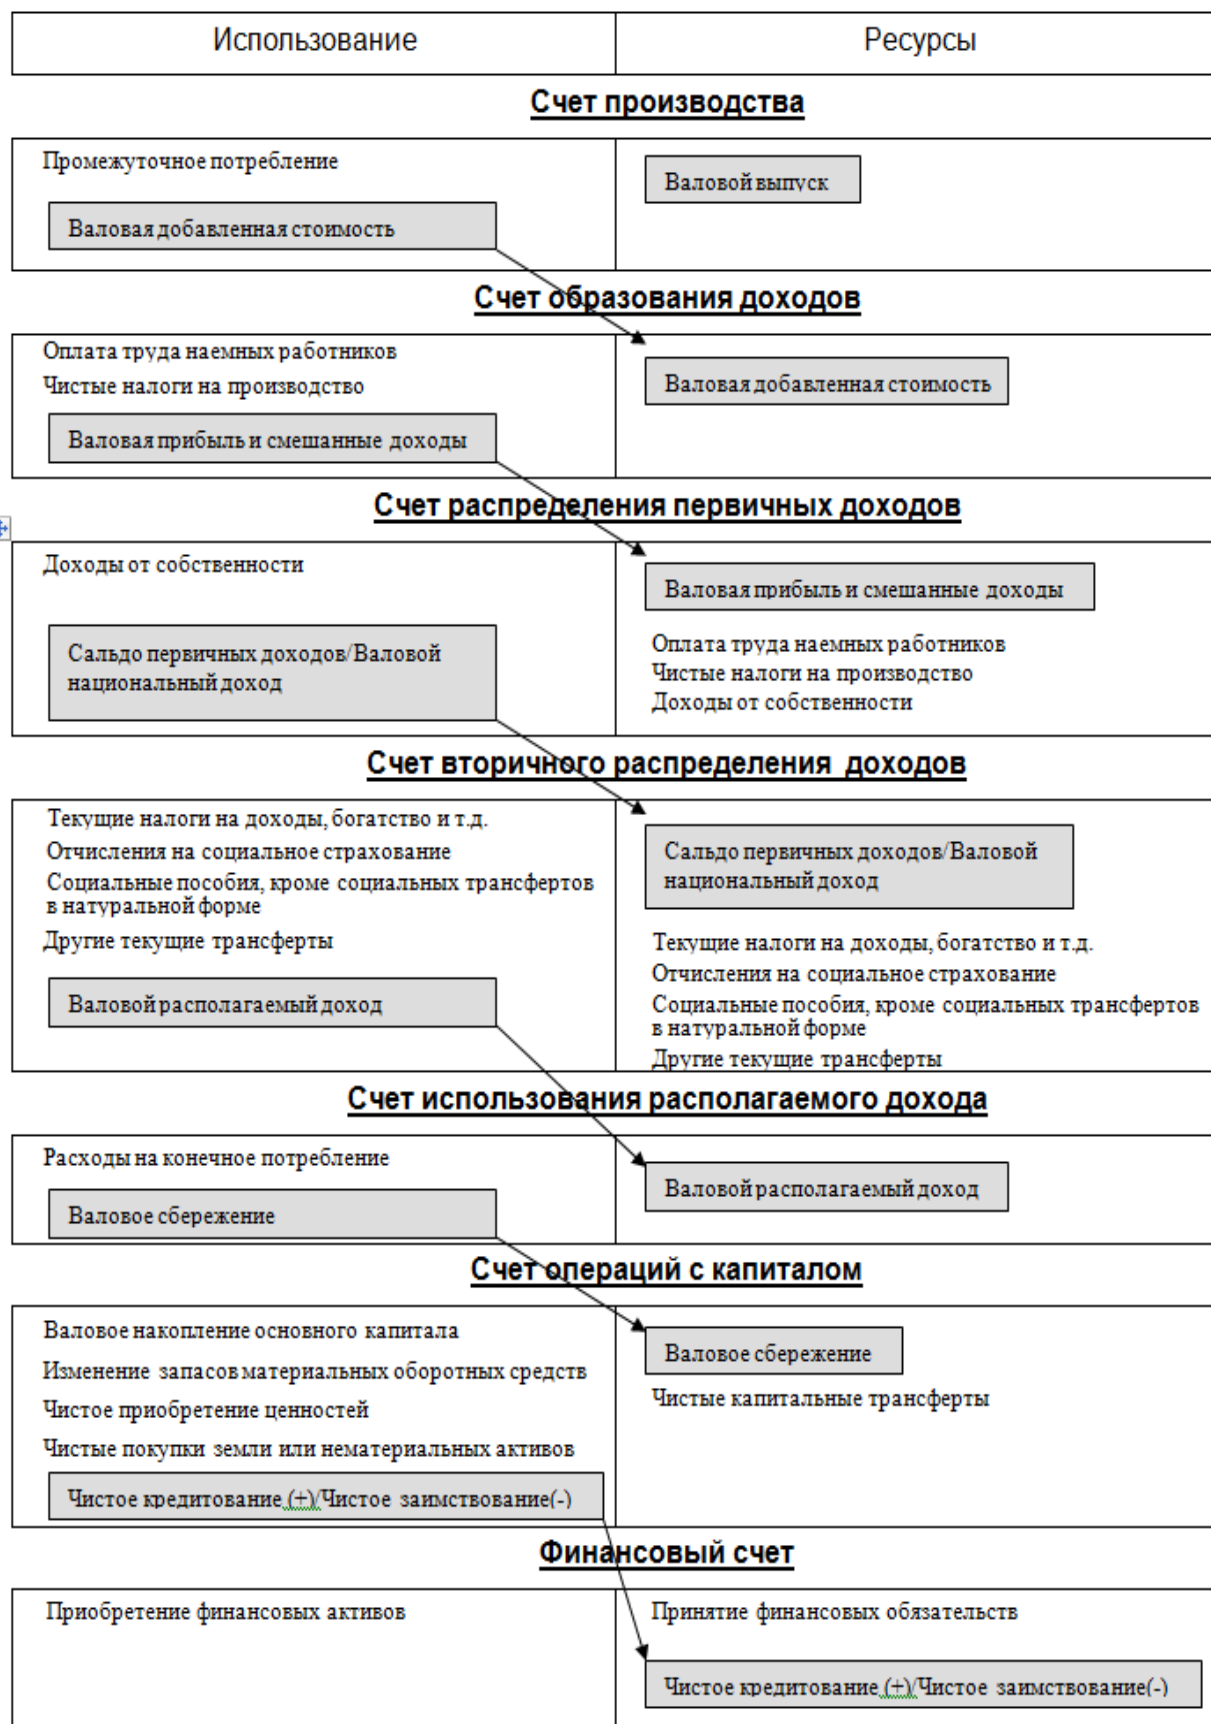 Использование
Ресурсы
Счет производства
Промежуточное потребление
Валовая добавленная стоимость
Валовой выпуск
Счет образования доходов
Оплата труда наемных работников
Чистые налоги на производство
Валовая прибыль и смешанные доходы
Валовая добавленная стоимость
Счет распределения первичных доходов
Доходы от собственности
Сальдо первичных доходов/Валовой
национальный доход
Валовая прибыль и смешанные доходы
Оплата труда наемных работников
Чистые налоги на производство
Доходы от собственности
Счет вторичного распределения доходов
Текущие налоги на доходы, богатство и т.д.
Отчисления на социальное страхование
Социальные пособия, кроме социальных трансфертов
в натуральной форме
Другие текущие трансферты
Валовой располагаемый доход
Сальдо первичных доходов/Валовой
национальный доход
Текущие налоги на доходы, богатство и т.д.
Отчисления на социальное страхование
Социальные пособия, кроме социальных трансфертов
в натуральной форме
Другие текущие трансферты
Счет использования располагаемого дохода
Расходы на конечное потребление
Валовое сбережение
Валовой располагаемый доход
Счет операций с капиталом
Валовое накопление основного капитала
Изменение запасов материальных оборотных средств
Чистое приобретение ценностей
Чистые покупки земли или нематериальных активов
Чистое кредитование (+)/Чистое заимствование(-)
Валовое сбережение
Чистые капитальные трансферты
Финансовый счет
Приобретение финансовых активов
Принятие финансовых обязательств
Чистое кредитование (+)/Чистое заимствование(-)